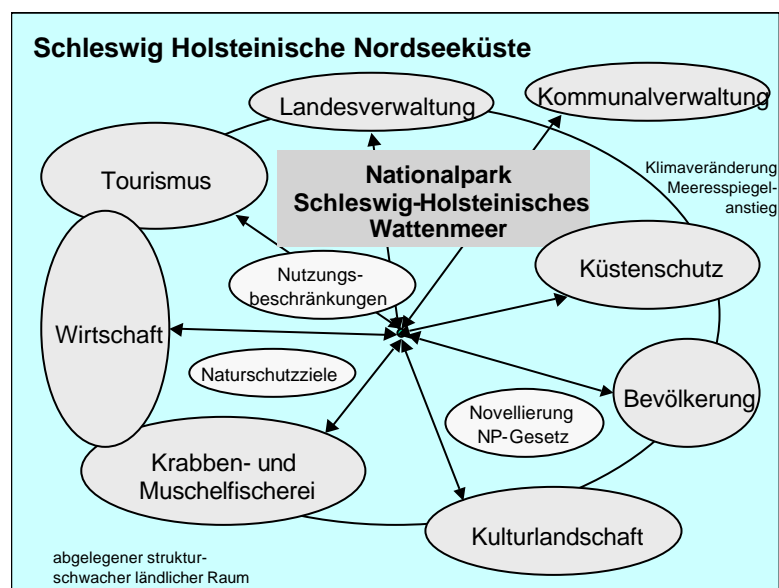 Schleswig Holsteinische Nordseeküste
Landesverwaltung
Kommunalverwaltung
Tourismus
Nationalpark
Schleswig-Holsteinisches
Wattenmeer
Klimaveränderung
Meeresspiegel-
anstieg
Nutzungs-
beschränkungen
Küstenschutz
Wirtschaft
Naturschutzziele
Bevölkerung
Novellierung
NP-Gesetz
Krabben- und
Muschelfischerei
Kulturlandschaft
abgelegener struktur-
schwacher ländlicher Raum